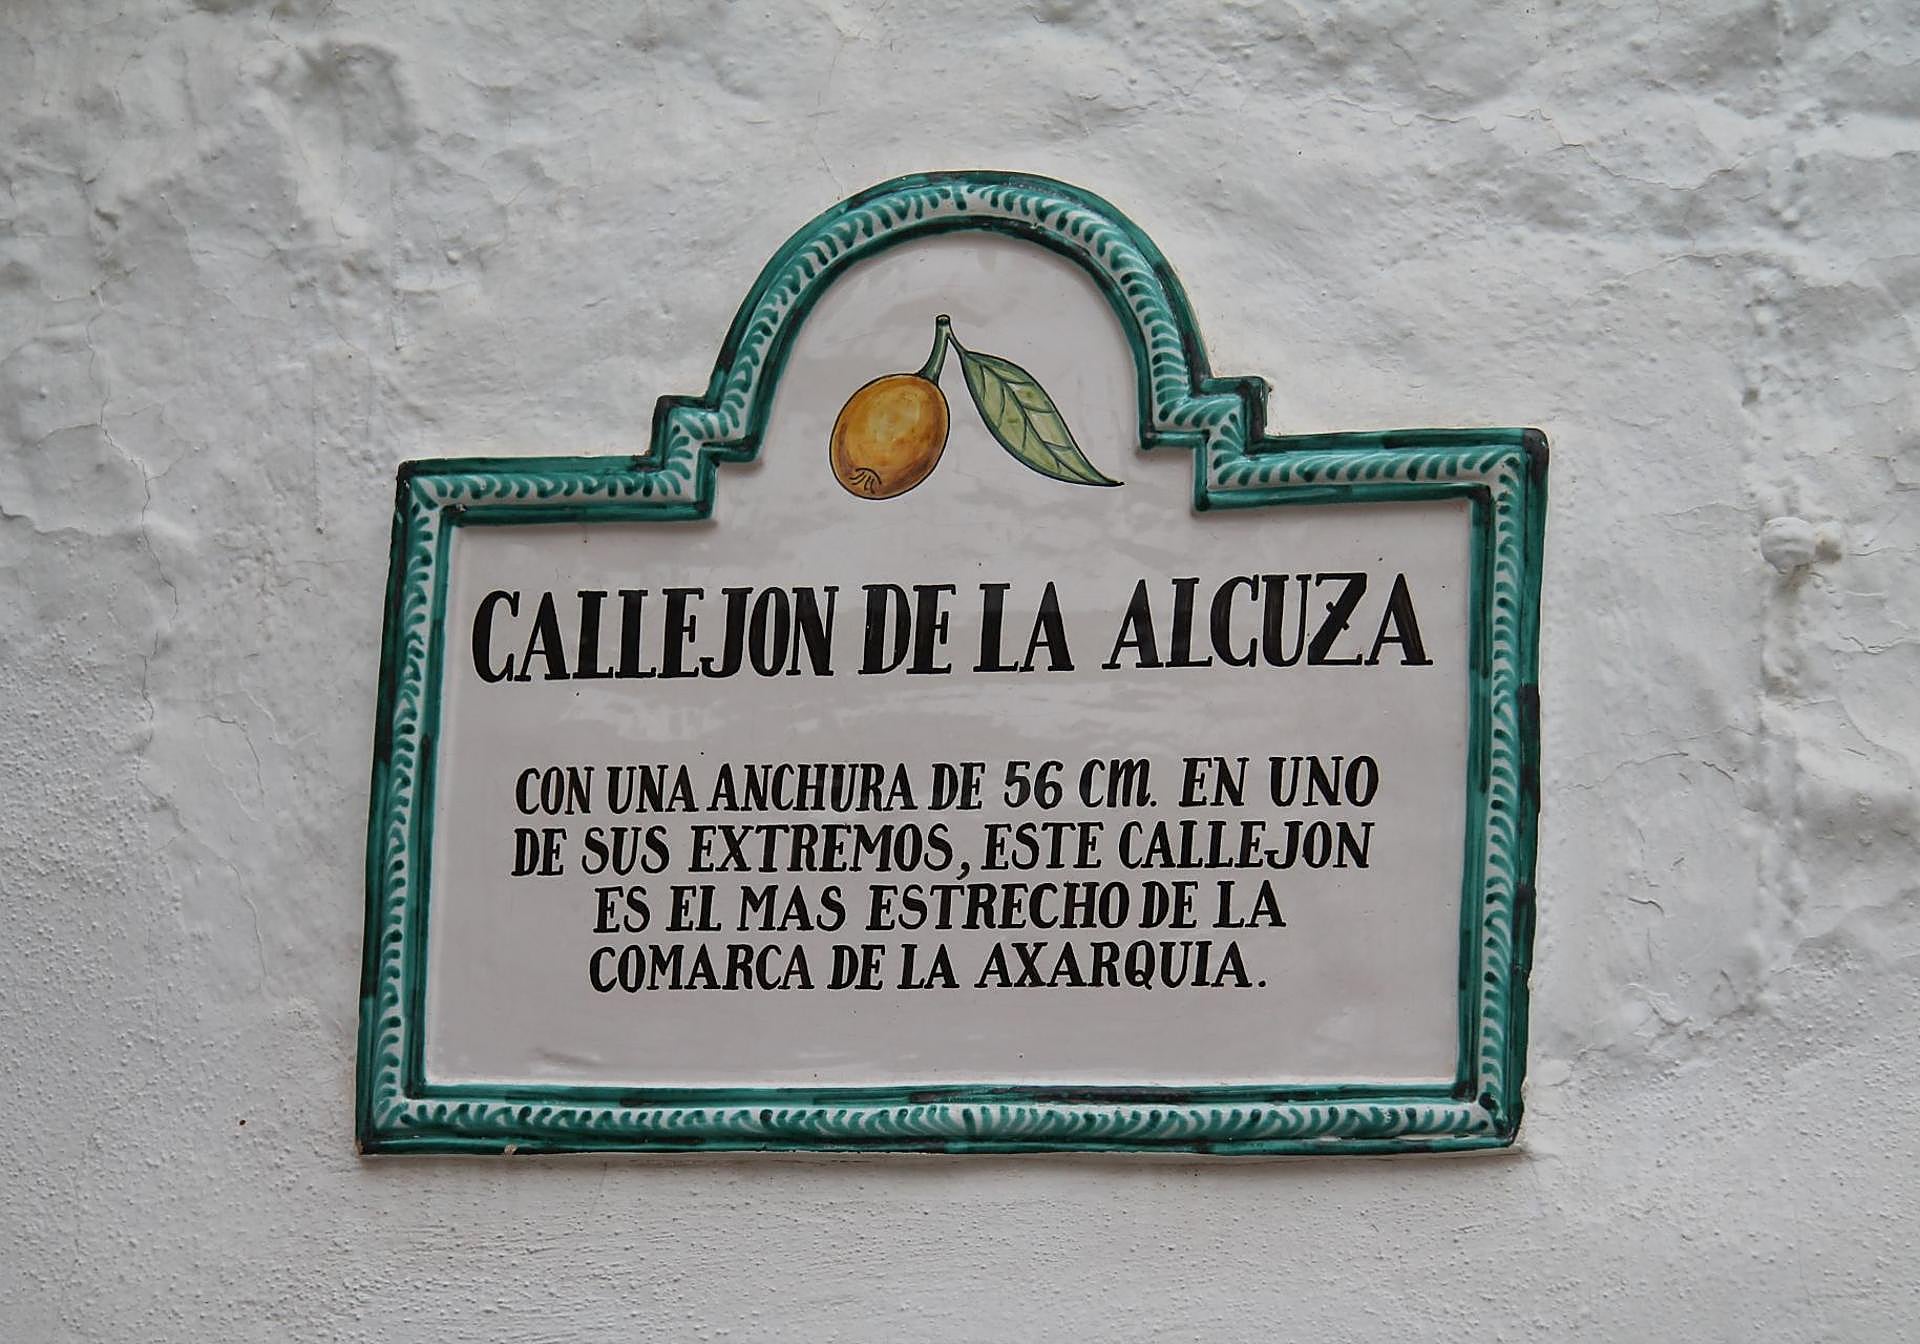 CALLEJON DE LA ALCUZA
CON UNA ANCHURA DE 56 cm. EN UNO
DE SUS EXTREMOS, ESTE CALLEJON
ES EL MAS ESTRECHO DE LA
COMARCA DE LA AXARQUIA.